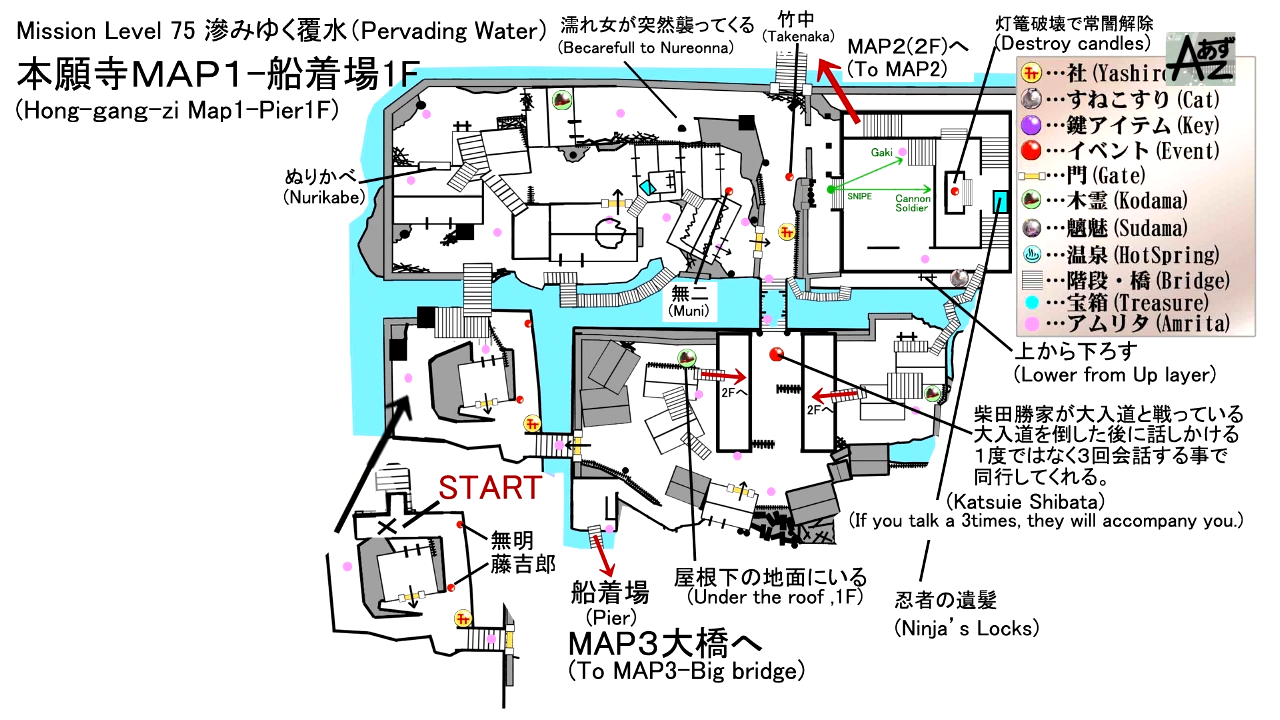 Mission Level 75 滲みゆく覆水(Pervading Water)
本願寺MAP1-船着場1F
(Hong-gang-zi Map1-Pier1F)
濡れ女が突然襲ってくる
(Becarefull to Nureonna)
竹中
(Takenaka)
MAP2(2F)へ
(To MAP2)
灯篭破壊で常闇解除
(Destroy candles)
Aあず
Z
…社(Yashiro
…すねこすり(Cat)
…鍵アイテム(Key)
…イベント(Event)
…門(Gate)
…木霊(Kodama)
…魑魅(Sudama)
…温泉(HotSpring)
…階段・橋(Bridge)
…宝箱(Treasure)
…アムリタ(Amrita)
ぬりかべ
(Nurikabe)
Gaki
SNIPE
Cannon
Soldier
無二
(Muni)
上から下ろす
(Lower from Up layer)
2Fへ
2Fへ
柴田勝家が大入道と戦っている
大入道を倒した後に話しかける
1度ではなく3回会話する事で
同行してくれる。
(Katsuie Shibata)
(If you talk a 3times, they will accompany you.)
START
無明
藤吉郎
船着場
(Pier)
MAP3大橋へ
(To MAP3-Big bridge)
屋根下の地面にいる
(Under the roof ,1F)
忍者の遺髪
(Ninja's Locks)